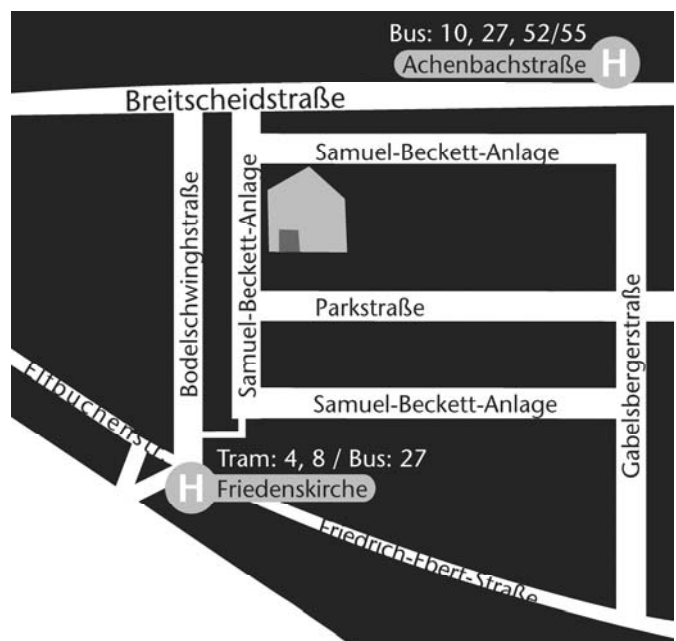 Bus: 10, 27, 52/55
Achenbachstraße
H
Breitscheidstraße
Samuel-Beckett-Anlage
Samuel-Beckett-Anlage
Bodelschwinghstraße
Parkstraße
Gabelsbergerstraße
Samuel-Beckett-Anlage
Elfbuchenstr.
Tram: 4, 8 / Bus: 27
H
Friedenskirche
Friedrich-Ebert-Straße